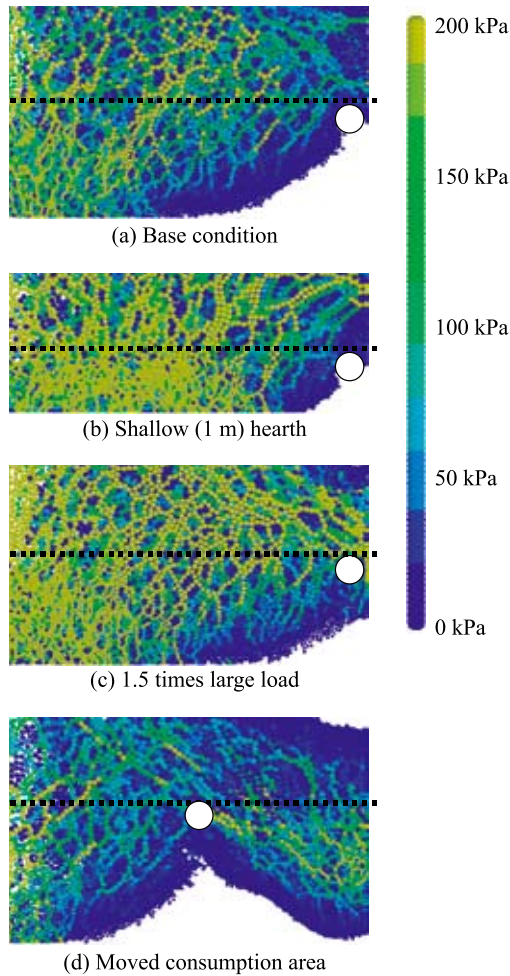 200 kPa
150 kPa
100 kPa
50 kPa
0 kPa
(a) Base condition
(b) Shallow (1 m) hearth
(c) 1.5 times large load
(d) Moved consumption area